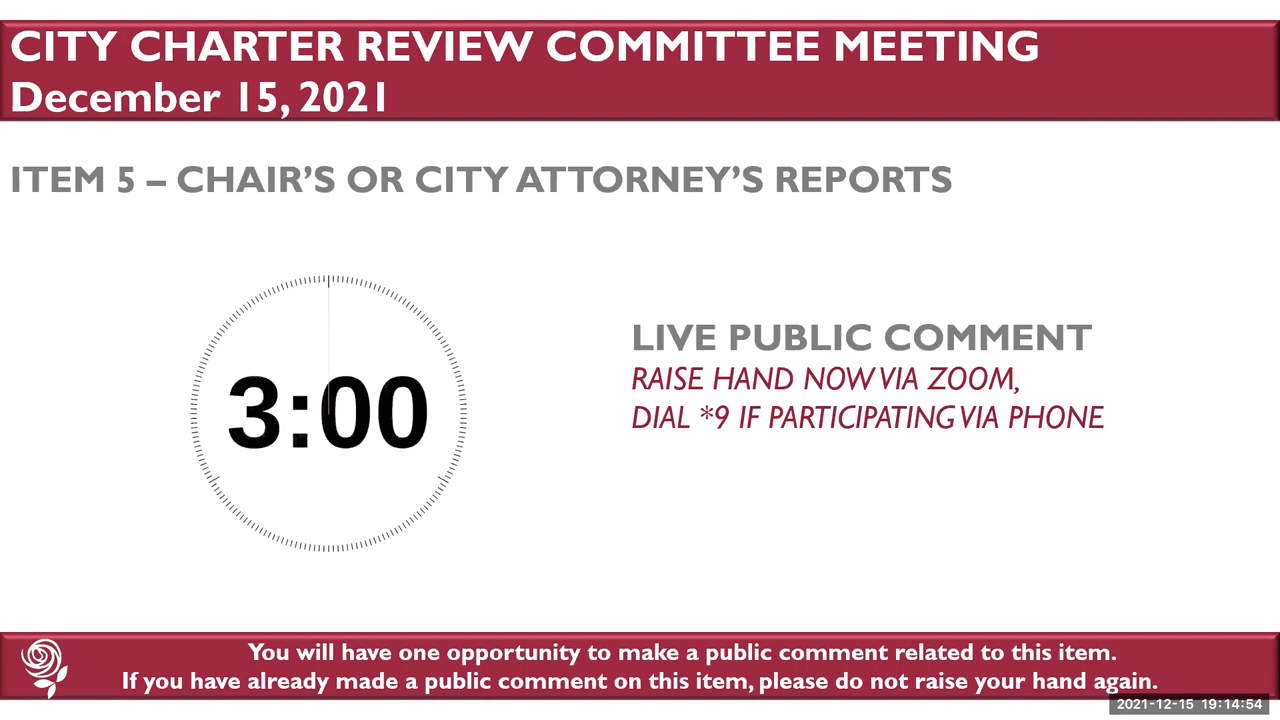 CITY CHARTER REVIEW COMMITTEE MEETING
December 15, 2021
ITEM 5 – CHAIR’S OR CITY ATTORNEY’S REPORTS
3:00
LIVE PUBLIC COMMENT
RAISE HAND NOW VIA ZOOM,
DIAL *9 IF PARTICIPATING VIA PHONE
You will have one opportunity to make a public comment related to this item.
If you have already made a public comment on this item, please do not raise your hand again.
2021-12-15 19:14:54